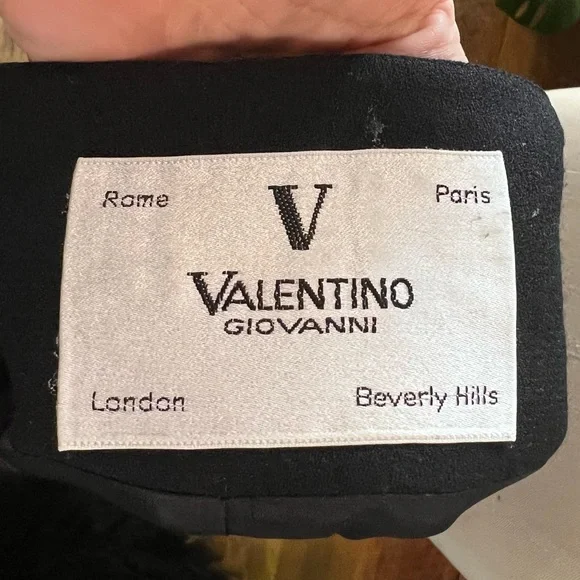 Rome
V
Paris
VALENTINO
GIOVANNI
London
Beverly Hills